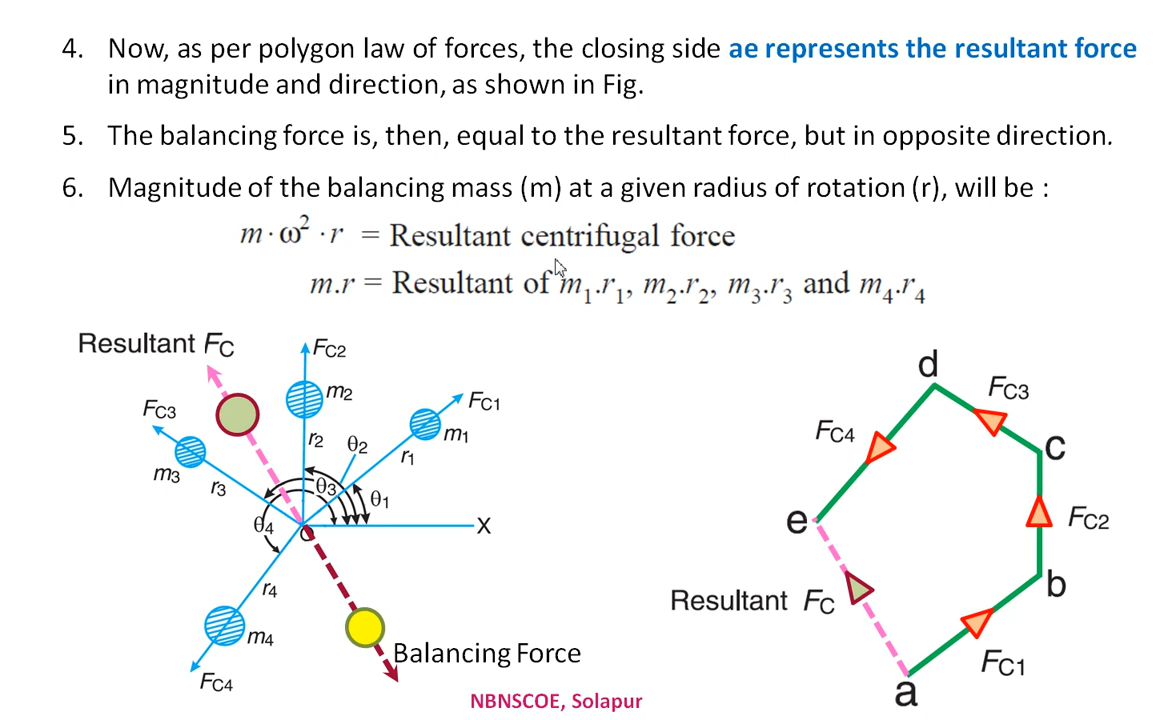 4. Now, as per polygon law of forces, the closing side ae represents the resultant force
in magnitude and direction, as shown in Fig.
5. The balancing force is, then, equal to the resultant force, but in opposite direction.
6. Magnitude of the balancing mass (m) at a given radius of rotation (r), will be :
m · ω² · r = Resultant centrifugal force
m.r = Resultant of m₁.r₁, m₂.r₂, m₃.r₃ and m₄.r₄
Resultant FC
FC2
m2
FC1
m1
FC3
m3
r2
θ2
r1
r3
θ3
θ1
θ4
O
X
r4
m4
FC4
Balancing Force
d
FC3
FC4
c
e
FC2
b
Resultant FC
FC1
a
NBNSCOE, Solapur